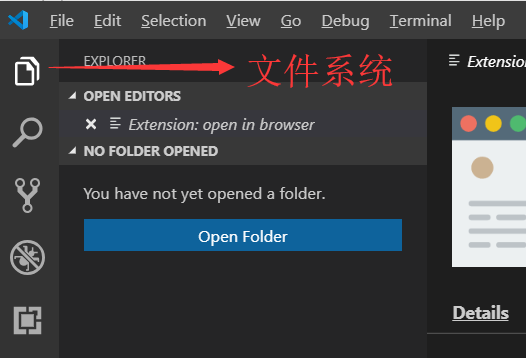 File Edit Selection View Go Debug Terminal Help
EXPLORER
文件系统
Extension
OPEN EDITORS
Extension: open in browser
NO FOLDER OPENED
You have not yet opened a folder.
Open Folder
Details